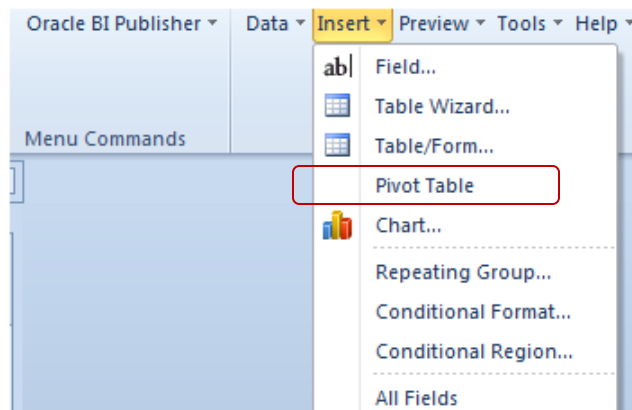 Oracle BI Publisher Data Insert Preview Tools Help
ab| Field...
Table Wizard...
Menu Commands
Table/Form...
Pivot Table
Chart...
Repeating Group...
Conditional Format...
Conditional Region...
All Fields